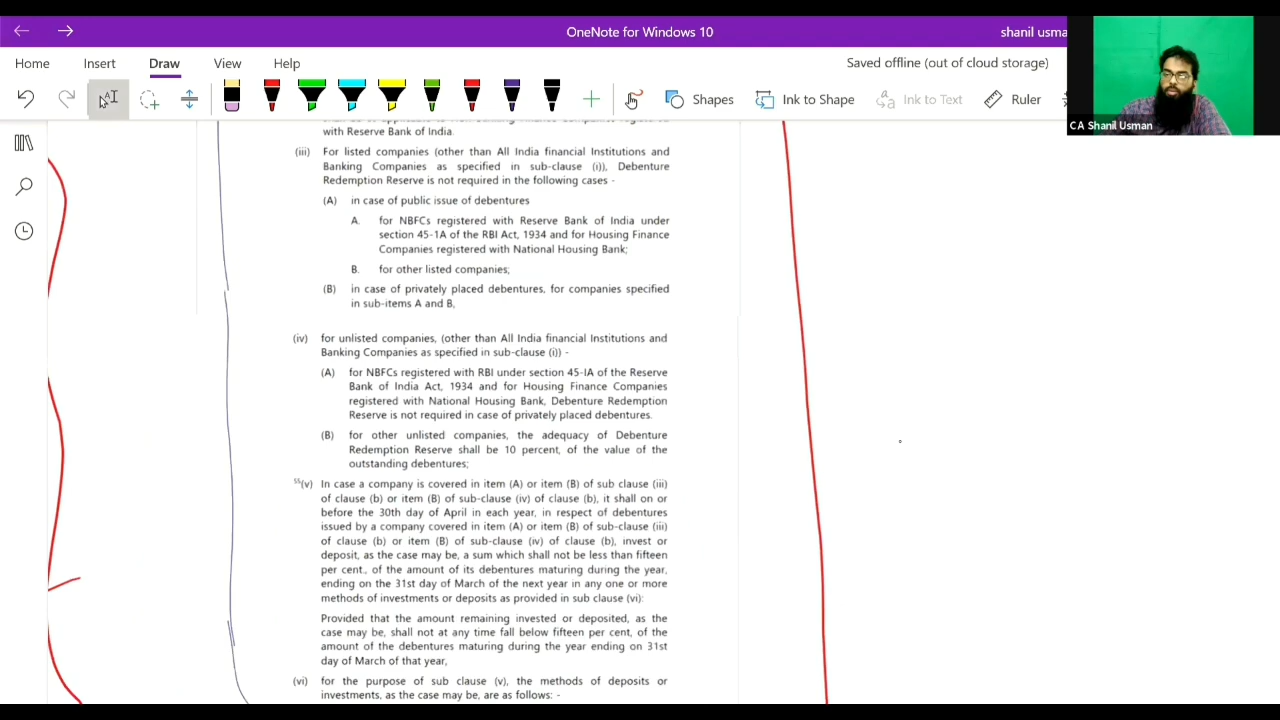 OneNote for Windows 10
shanil usma
Home
Insert
Draw
View
Help
Saved offline (out of cloud storage)
Shapes
Ink to Shape
Ink to Text
Ruler
CA Shanil Usman
with Reserve Bank of India.
(iii) For listed companies (other than All India financial Institutions and
Banking Companies as specified in sub-clause (i)), Debenture
Redemption Reserve is not required in the following cases -
(A) in case of public issue of debentures
A. for NBFCs registered with Reserve Bank of India under
section 45-1A of the RBI Act, 1934 and for Housing Finance
Companies registered with National Housing Bank;
B. for other listed companies;
(B) in case of privately placed debentures, for companies specified
in sub-items A and B,
(iv) for unlisted companies, (other than All India financial Institutions and
Banking Companies as specified in sub-clause (i)) -
(A) for NBFCs registered with RBI under section 45-IA of the Reserve
Bank of India Act, 1934 and for Housing Finance Companies
registered with National Housing Bank, Debenture Redemption
Reserve is not required in case of privately placed debentures.
(B) for other unlisted companies, the adequacy of Debenture
Redemption Reserve shall be 10 percent, of the value of the
outstanding debentures;
(v) In case a company is covered in item (A) or item (B) of sub clause (iii)
of clause (b) or item (B) of sub-clause (iv) of clause (b), it shall on or
before the 30th day of April in each year, in respect of debentures
issued by a company covered in item (A) or item (B) of sub-clause (iii)
of clause (b) or item (B) of sub-clause (iv) of clause (b), invest or
deposit, as the case may be, a sum which shall not be less than fifteen
per cent., of the amount of its debentures maturing during the year,
ending on the 31st day of March of the next year in any one or more
methods of investments or deposits as provided in sub clause (vi):
Provided that the amount remaining invested or deposited, as the
case may be, shall not at any time fall below fifteen per cent, of the
amount of the debentures maturing during the year ending on 31st
day of March of that year,
(vi) for the purpose of sub clause (v), the methods of deposits or
investments, as the case may be, are as follows: -